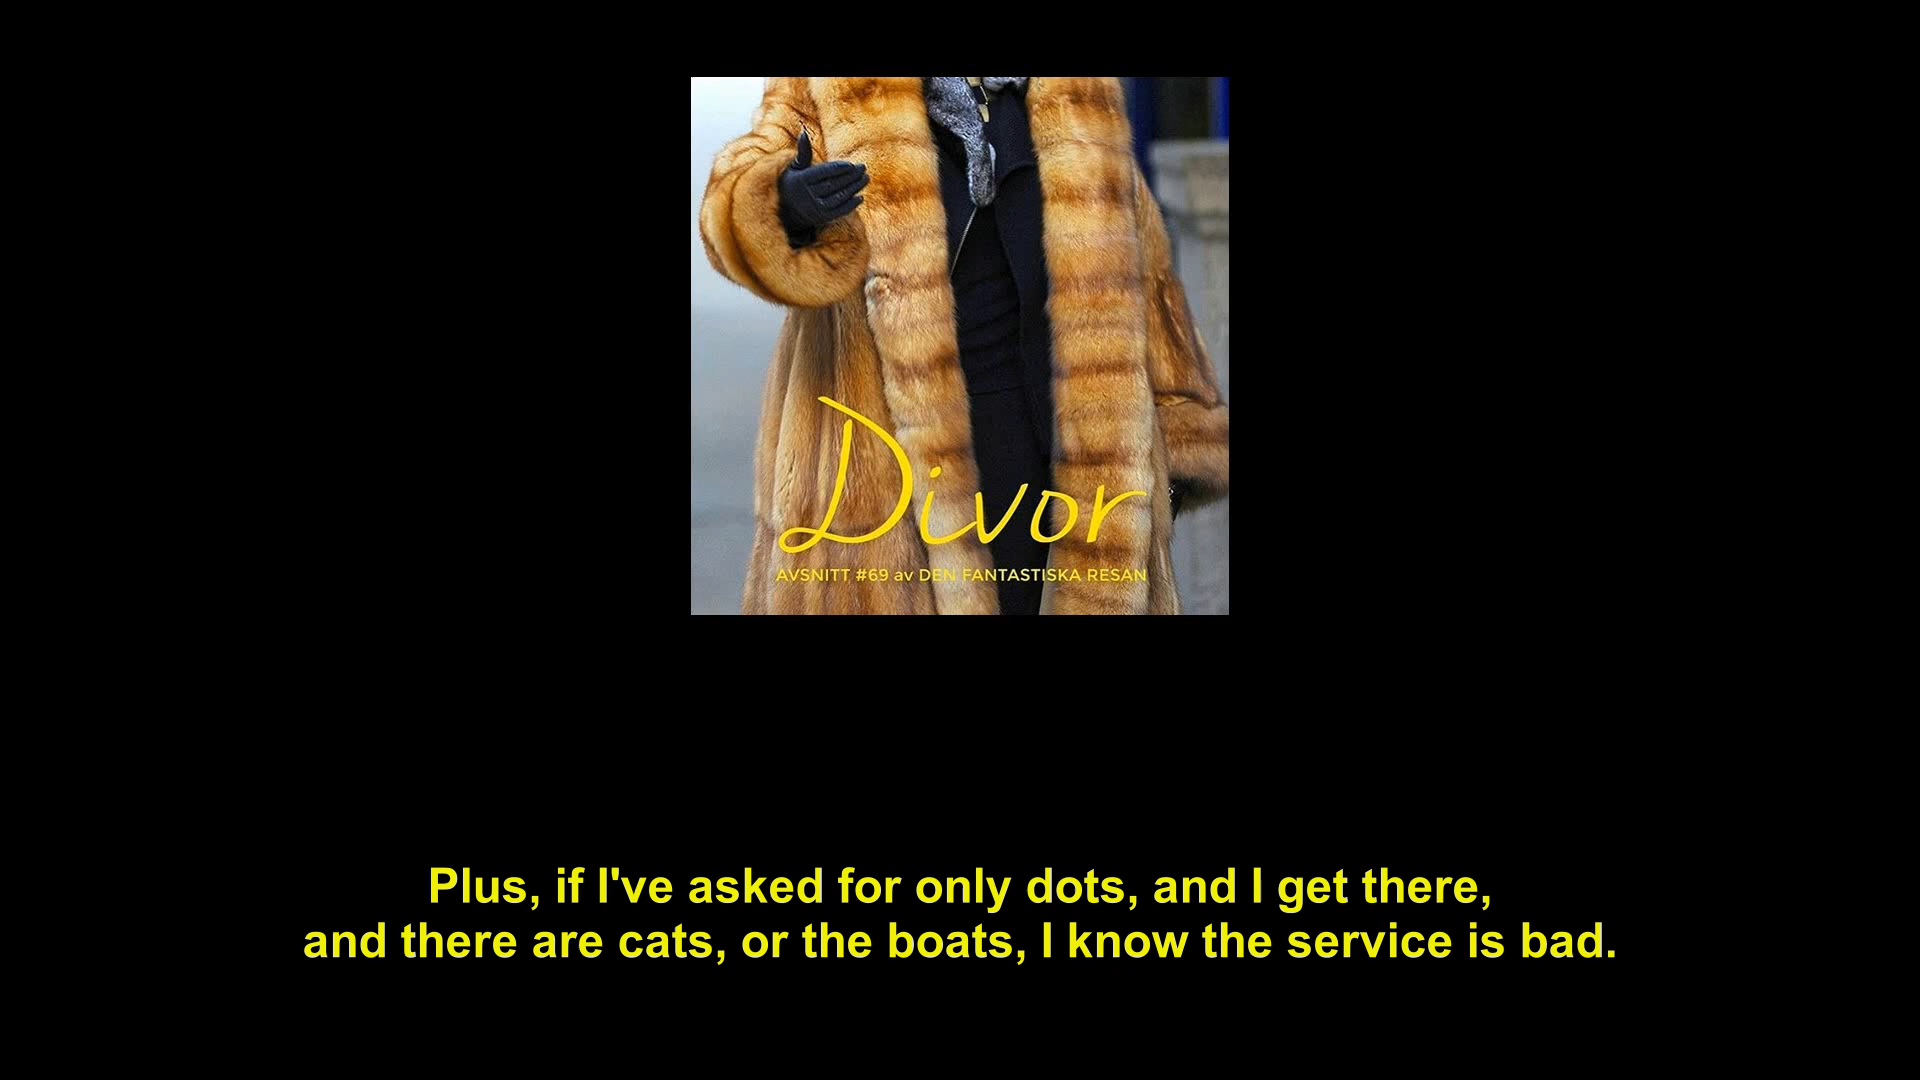 Divor
AVSNITT #69 av DEN FANTASTISKA RESAN
Plus, if I've asked for only dots, and I get there,
and there are cats, or the boats, I know the service is bad.